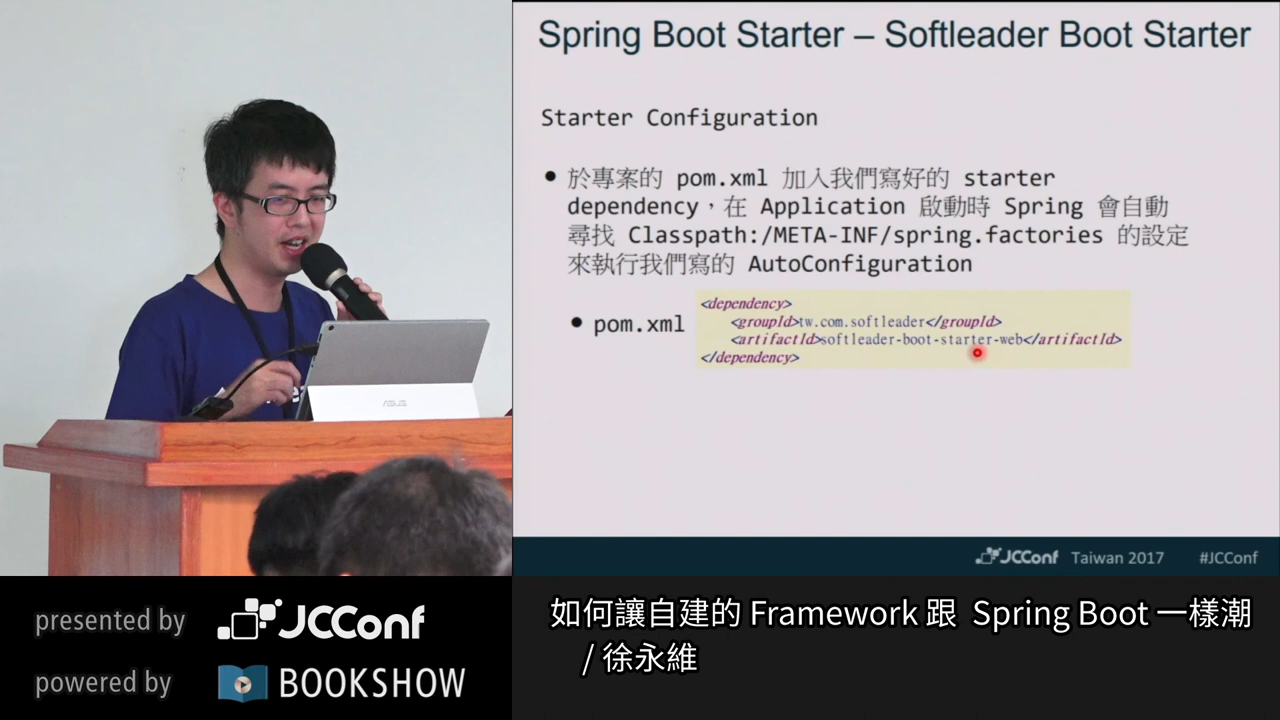 Spring Boot Starter – Softleader Boot Starter
Starter Configuration
● 於專案的 pom.xml 加入我們寫好的 starter
dependency，在 Application 啟動時 Spring 會自動
尋找 Classpath:/META-INF/spring.factories 的設定
來執行我們寫的 AutoConfiguration
● pom.xml
<dependency>
<groupId>tw.com.softleader</groupId>
<artifactId>softleader-boot-starter-web</artifactId>
</dependency>
ASUS
JCConf Taiwan 2017 #JCConf
presented by JCConf
powered by BOOKSHOW
如何讓自建的 Framework 跟 Spring Boot 一樣潮
/ 徐永維